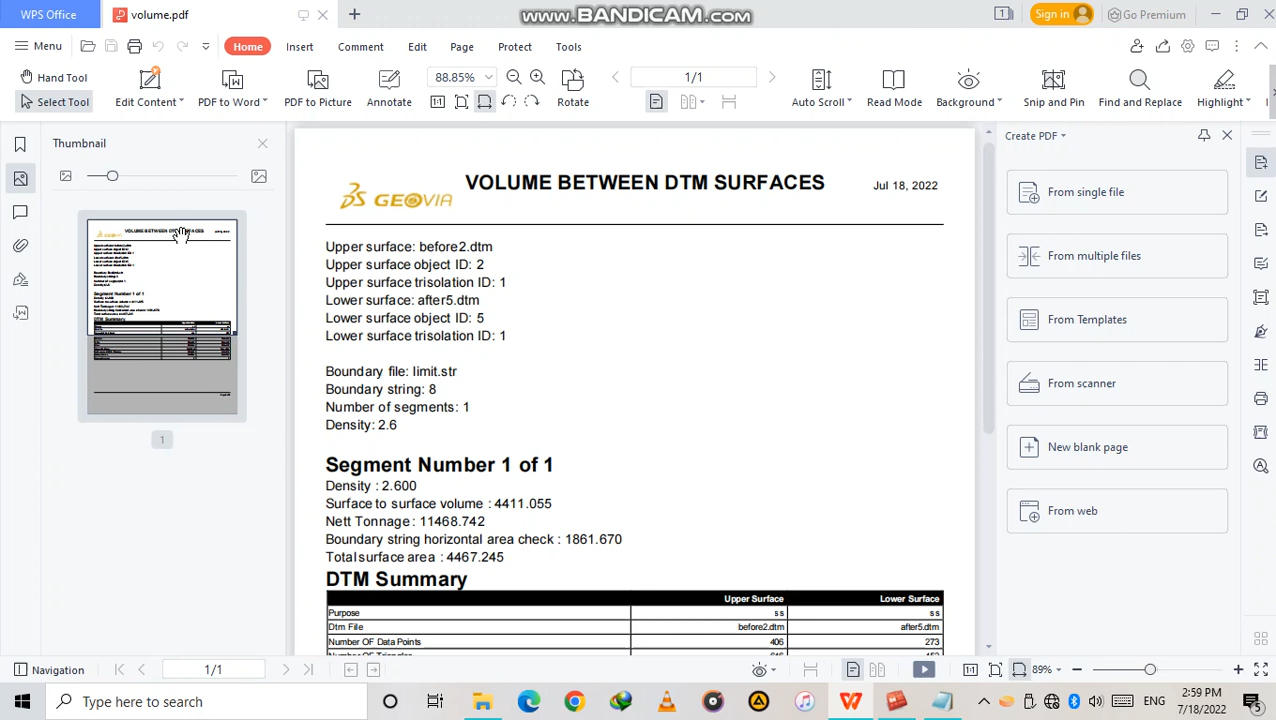 WPS Office
volume.pdf
www.BANDICAM.com
1
Sign in
Go Premium
Menu
Home
Insert
Comment
Edit
Page
Protect
Tools
Hand Tool
Select Tool
Edit Content
PDF to Word
PDF to Picture
Annotate
88.85%
Rotate
1/1
Auto Scroll
Read Mode
Background
Snip and Pin
Find and Replace
Highlight
Thumbnail
1
GEOVIA
VOLUME BETWEEN DTM SURFACES
Jul 18, 2022
Upper surface: before2.dtm
Upper surface object ID: 2
Upper surface trisolation ID: 1
Lower surface: after5.dtm
Lower surface object ID: 5
Lower surface trisolation ID: 1
Boundary file: limit.str
Boundary string: 8
Number of segments: 1
Density: 2.6
Segment Number 1 of 1
Density : 2.600
Surface to surface volume : 4411.055
Nett Tonnage : 11468.742
Boundary string horizontal area check : 1861.670
Total surface area : 4467.245
DTM Summary
Upper Surface Lower Surface
Purpose ss ss
Dtm File before2.dtm after5.dtm
Number OF Data Points 406 273
Create PDF
From single file
From multiple files
From Templates
From scanner
New blank page
From web
Navigation
1/1
89%
Type here to search
ENG
2:59 PM
7/18/2022
5